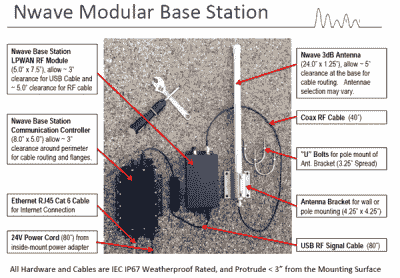 Nwave Modular Base Station
Nwave Base Station
LPWAN RF Module
(5.0" x 7.5"), allow ~ 3"
clearance for USB Cable and
~ 5.0" clearance for RF cable
Nwave Base Station
Communication Controller
(8.0" x 5.0") allow ~ 3"
clearance around perimeter
for cable routing and flanges.
Ethernet RJ45 Cat 6 Cable
for Internet Connection
24V Power Cord (80") from
inside-mount power adapter
Nwave 3dB Antenna
(24.0" x 1.25"), allow ~ 5"
clearance at the base for
cable routing. Antennae
selection may vary.
Coax RF Cable (40")
"U" Bolts for pole mount of
Ant. Bracket (3.25" Spread)
Antenna Bracket for wall or
pole mounting (4.25" x 4.25")
USB RF Signal Cable (80")
All Hardware and Cables are IEC IP67 Weatherproof Rated, and Protrude < 3" from the Mounting Surface